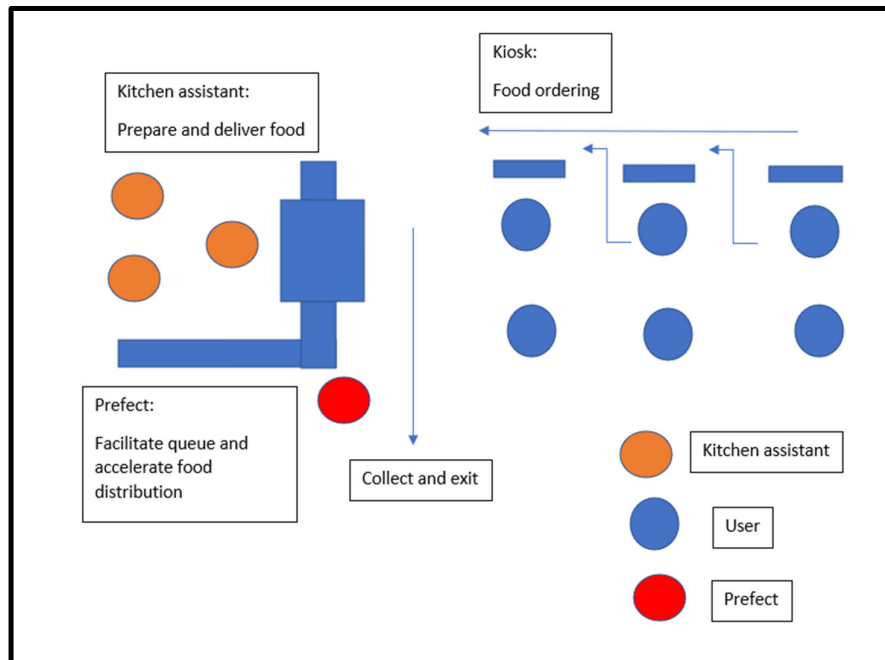 Kitchen assistant:
Prepare and deliver food
Kiosk:
Food ordering
Prefect:
Facilitate queue and
accelerate food
distribution
Collect and exit
Kitchen assistant
User
Prefect